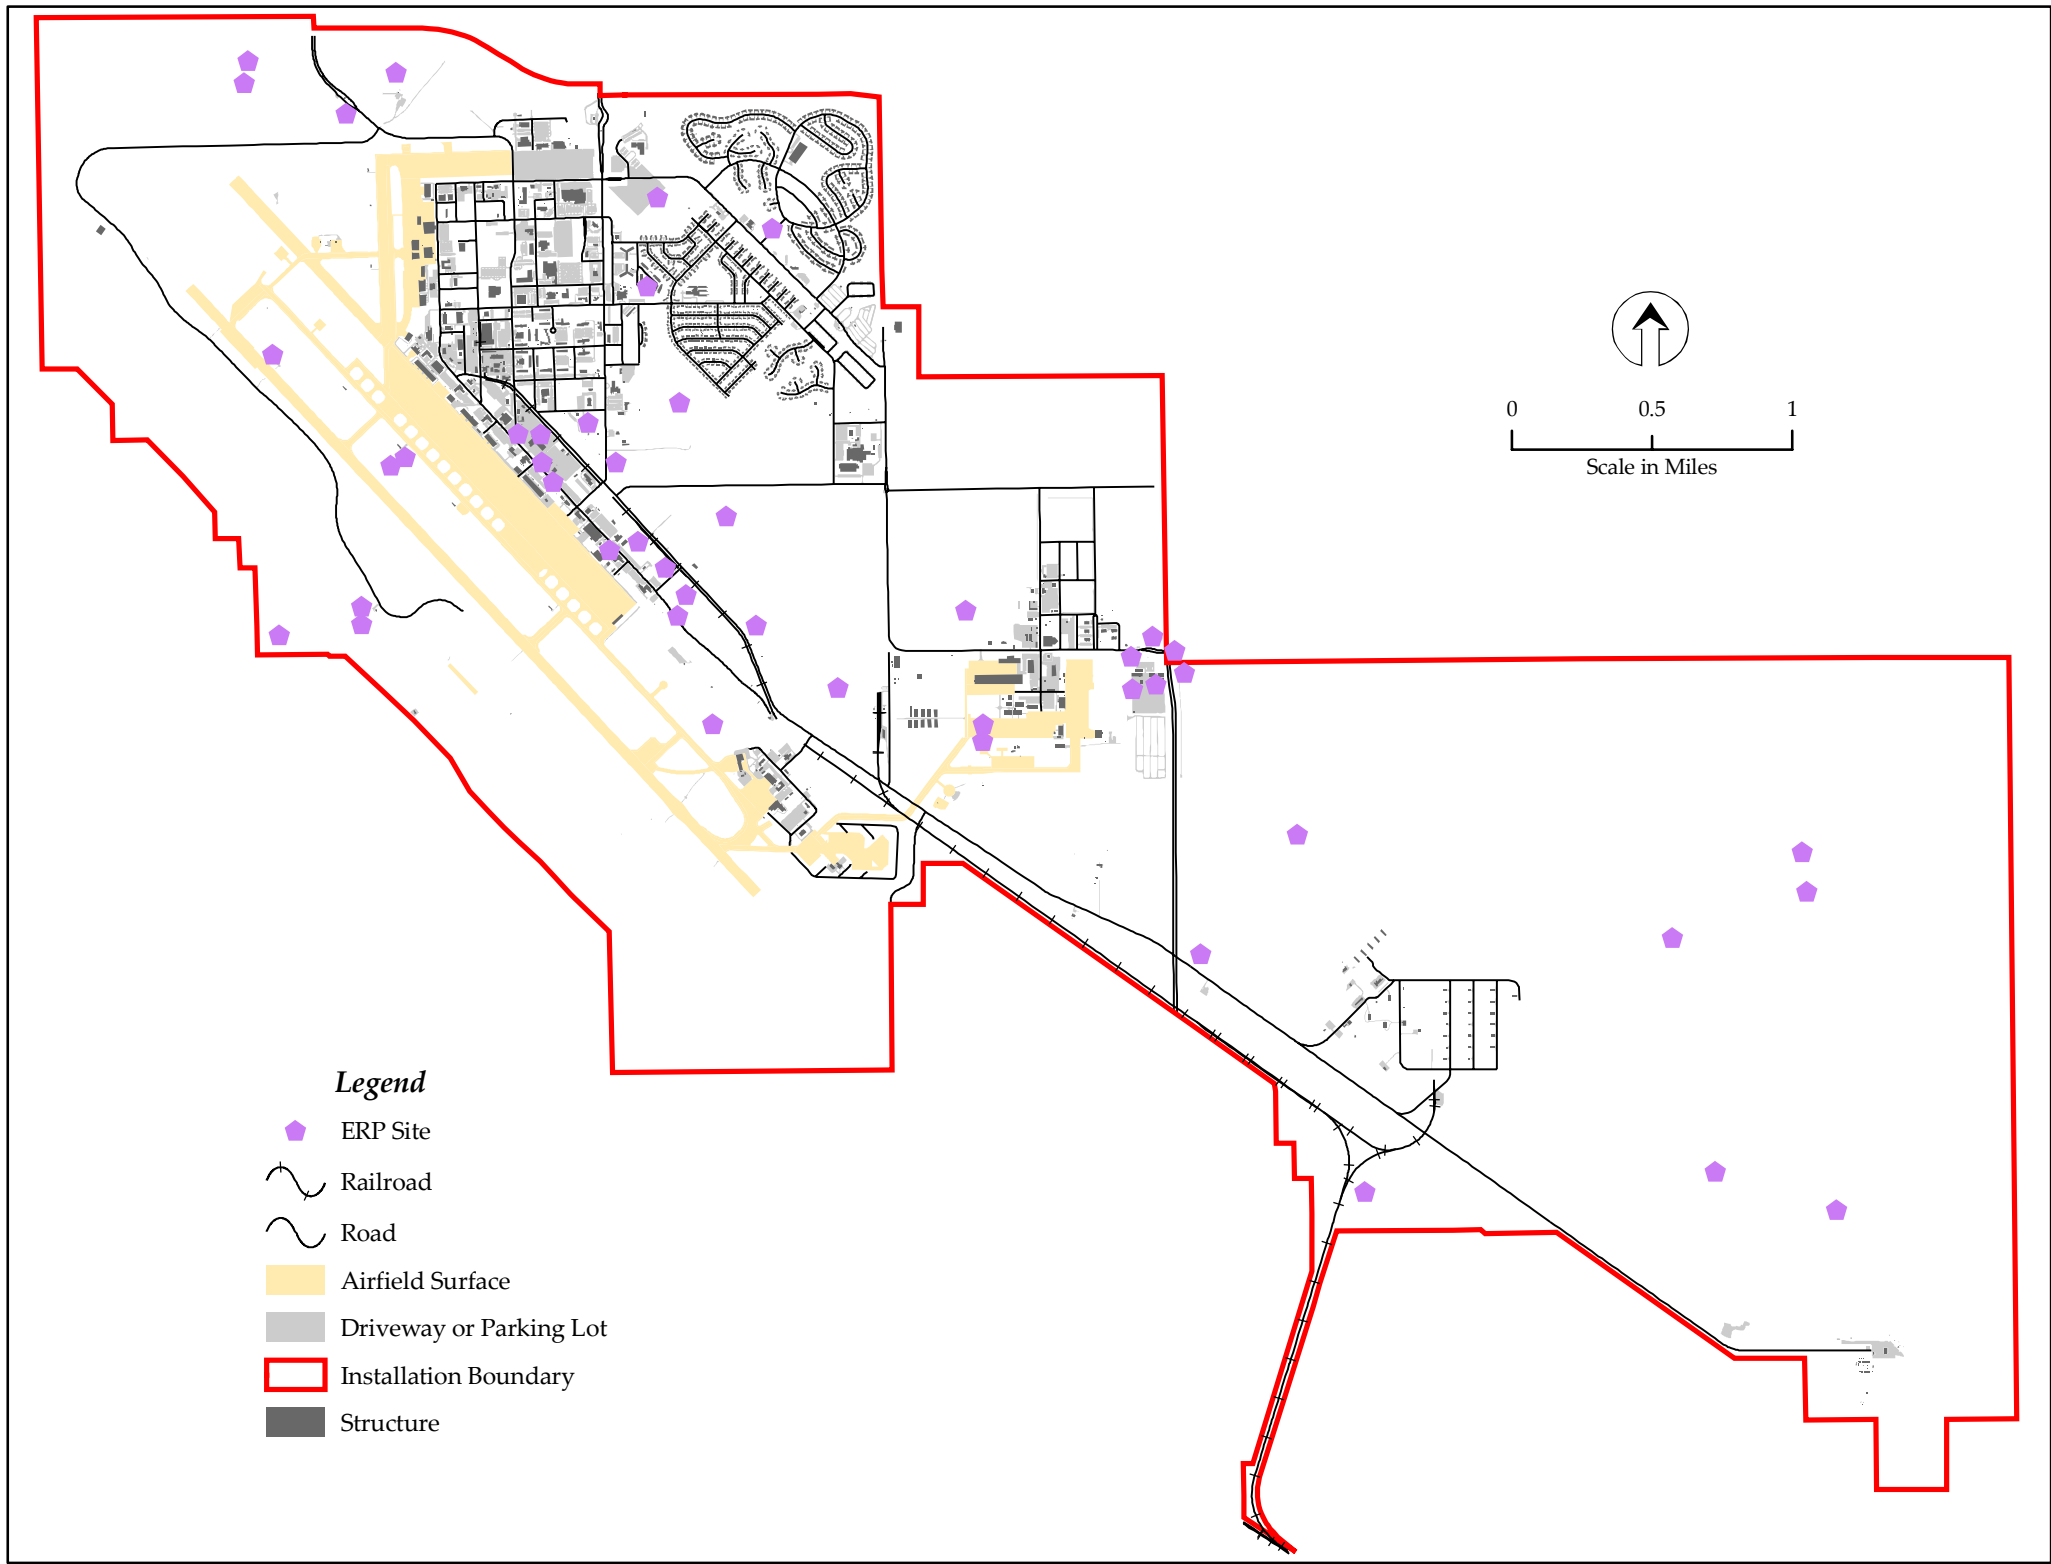 0 0.5 1
Scale in Miles
Legend
ERP Site
Railroad
Road
Airfield Surface
Driveway or Parking Lot
Installation Boundary
Structure